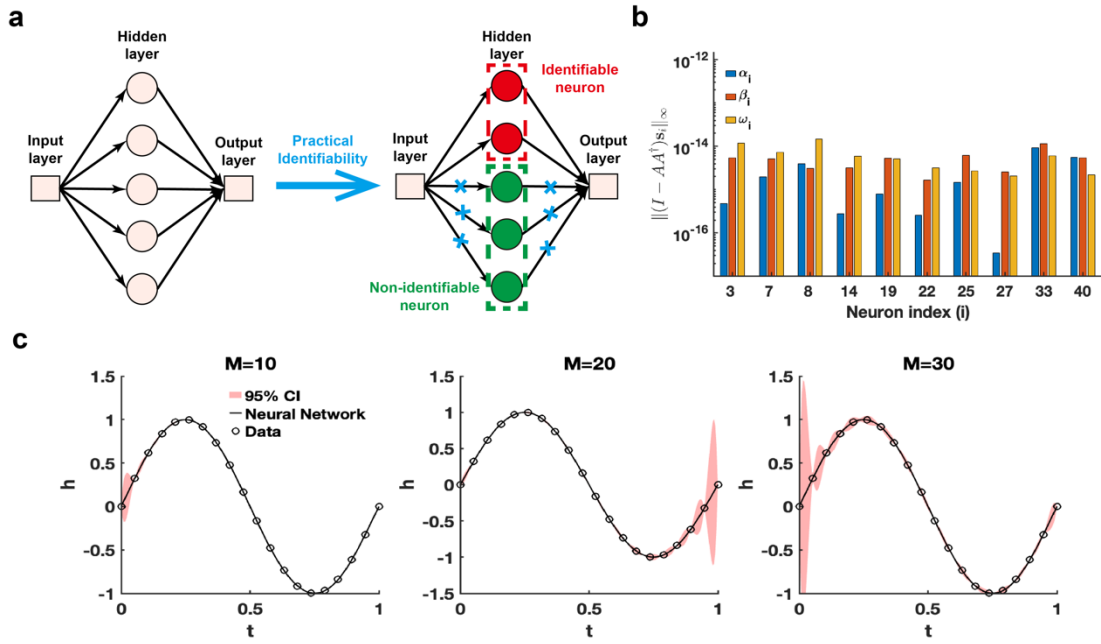 a
Hidden
layer
Input
layer
Output
layer
Practical
Identifiability
Hidden
layer
Identifiable
neuron
Input
layer
Output
layer
Non-identifiable
neuron
b
10-12
10-14
10-16
||(I − AA†)si||∞
αi
βi
ωi
3 7 8 14 19 22 25 27 33 40
Neuron index (i)
c
M=10
1.5
1
0.5
0
-0.5
-1
h
95% CI
Neural Network
Data
0 0.5 1
t
M=20
1.5
1
0.5
0
-0.5
-1
-1.5
h
0 0.5 1
t
M=30
1.5
1
0.5
0
-0.5
-1
h
0 0.5 1
t